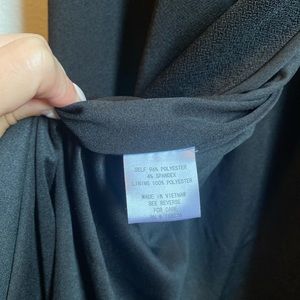 SELF 96% POLYESTER
4% SPANDEX
LINING 100% POLYESTER
MADE IN VIETNAM
SEE REVERSE
FOR CARE